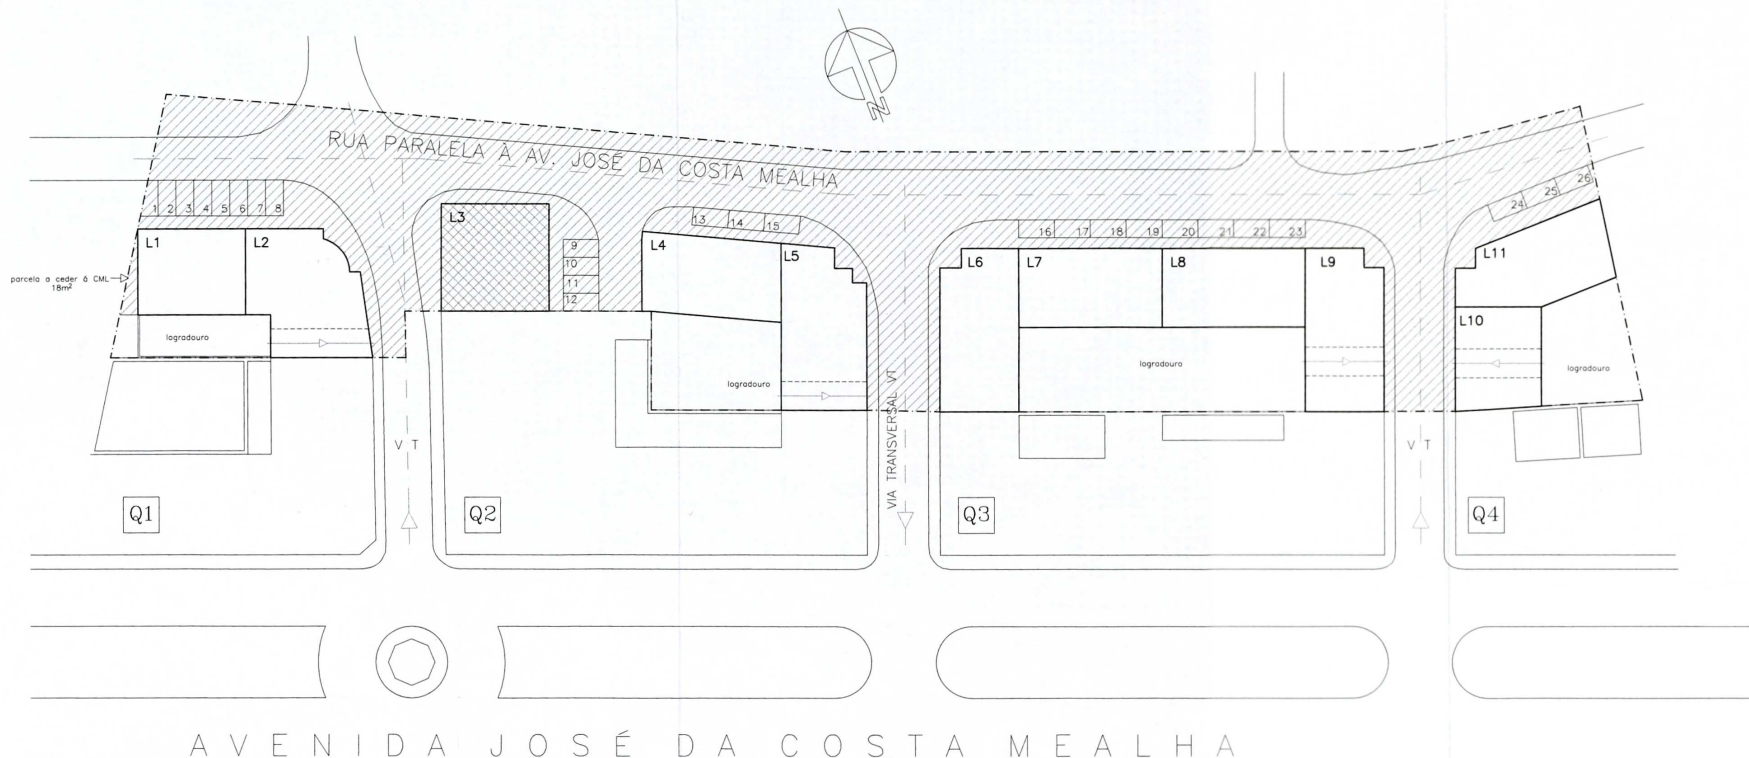 N
RUA PARALELA À AV. JOSÉ DA COSTA MEALHA
1 2 3 4 5 6 7 8
L1
L2
L3
9
10
11
12
13
14
15
L4
L5
16 17 18 19 20 21 22 23
L6
L7
L8
L9
24
25
26
L11
L10
parcela a ceder à CML
18m²
logradouro
logradouro
logradouro
logradouro
V T
VIA TRANSVERSAL VT
V T
Q1
Q2
Q3
Q4
AVENIDA JOSÉ DA COSTA MEALHA